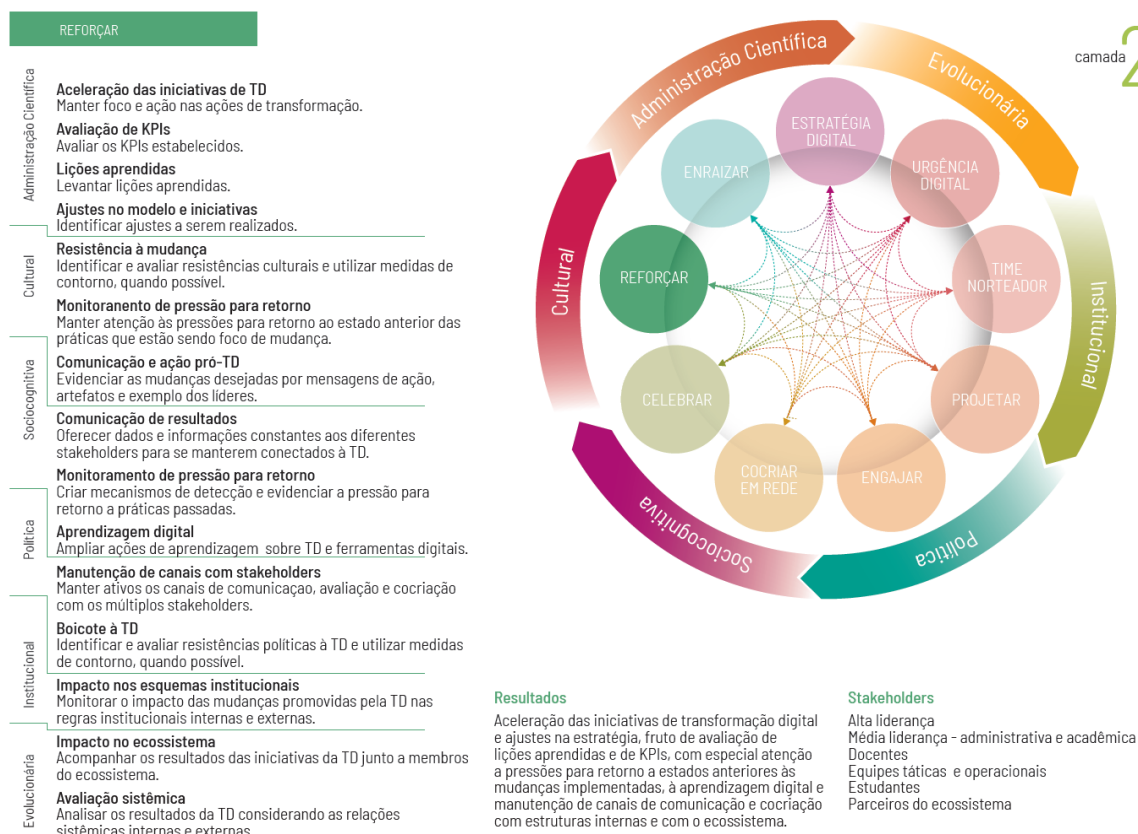 REFORÇAR
Administração Científica
Aceleração das iniciativas de TD
Manter foco e ação nas ações de transformação.
Avaliação de KPIs
Avaliar os KPIs estabelecidos.
Lições aprendidas
Levantar lições aprendidas.
Ajustes no modelo e iniciativas
Identificar ajustes a serem realizados.
Cultural
Resistência à mudança
Identificar e avaliar resistências culturais e utilizar medidas de
contorno, quando possível.
Monitoranento de pressão para retorno
Manter atenção às pressões para retorno ao estado anterior das
práticas que estão sendo foco de mudança.
Sociocognitiva
Comunicação e ação pró-TD
Evidenciar as mudanças desejadas por mensagens de ação,
artefatos e exemplo dos líderes.
Comunicação de resultados
Oferecer dados e informações constantes aos diferentes
stakeholders para se manterem conectados à TD.
Monitoramento de pressão para retorno
Criar mecanismos de detecção e evidenciar a pressão para
retorno a práticas passadas.
Política
Aprendizagem digital
Ampliar ações de aprendizagem sobre TD e ferramentas digitais.
Manutenção de canais com stakeholders
Manter ativos os canais de comunicaçao, avaliação e cocriação
com os múltiplos stakeholders.
Boicote à TD
Identificar e avaliar resistências políticas à TD e utilizar medidas
de contorno, quando possível.
Institucional
Impacto nos esquemas institucionais
Monitorar o impacto das mudanças promovidas pela TD nas
regras institucionais internas e externas.
Evolucionária
Impacto no ecossistema
Acompanhar os resultados das iniciativas da TD junto a membros
do ecossistema.
Avaliação sistêmica
Analisar os resultados da TD considerando as relações
sistêmicas internas e externas
camada 2
Administração Científica
Evolucionária
Institucional
Política
Sociocognitiva
Cultural
ESTRATÉGIA
DIGITAL
URGÊNCIA
DIGITAL
TIME
NORTEADOR
PROJETAR
ENGAJAR
COCRIAR
EM REDE
CELEBRAR
REFORÇAR
ENRAIZAR
Resultados
Aceleração das iniciativas de transformação digital
e ajustes na estratégia, fruto de avaliação de
lições aprendidas e de KPIs, com especial atenção
a pressões para retorno a estados anteriores às
mudanças implementadas, à aprendizagem digital e
manutenção de canais de comunicação e cocriação
com estruturas internas e com o ecossistema.
Stakeholders
Alta liderança
Média liderança - administrativa e acadêmica
Docentes
Equipes táticas e operacionais
Estudantes
Parceiros do ecossistema